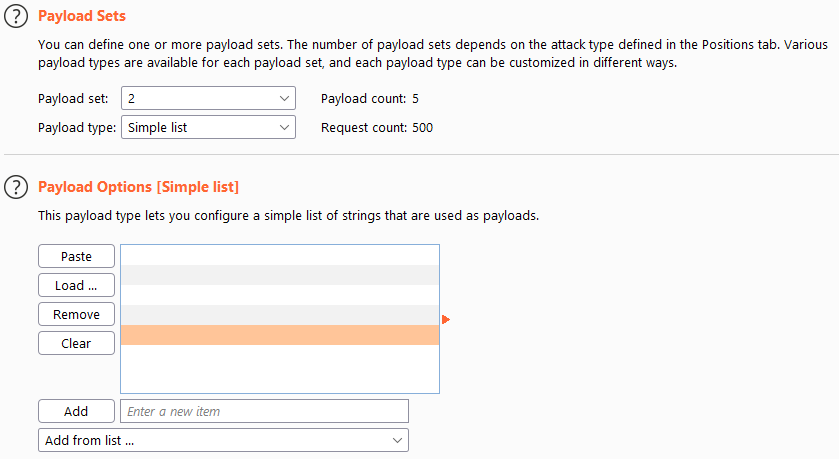 ? Payload Sets
You can define one or more payload sets. The number of payload sets depends on the attack type defined in the Positions tab. Various
payload types are available for each payload set, and each payload type can be customized in different ways.
Payload set: 2 Payload count: 5
Payload type: Simple list Request count: 500
? Payload Options [Simple list]
This payload type lets you configure a simple list of strings that are used as payloads.
Paste
Load ...
Remove
Clear
Add Enter a new item
Add from list ...